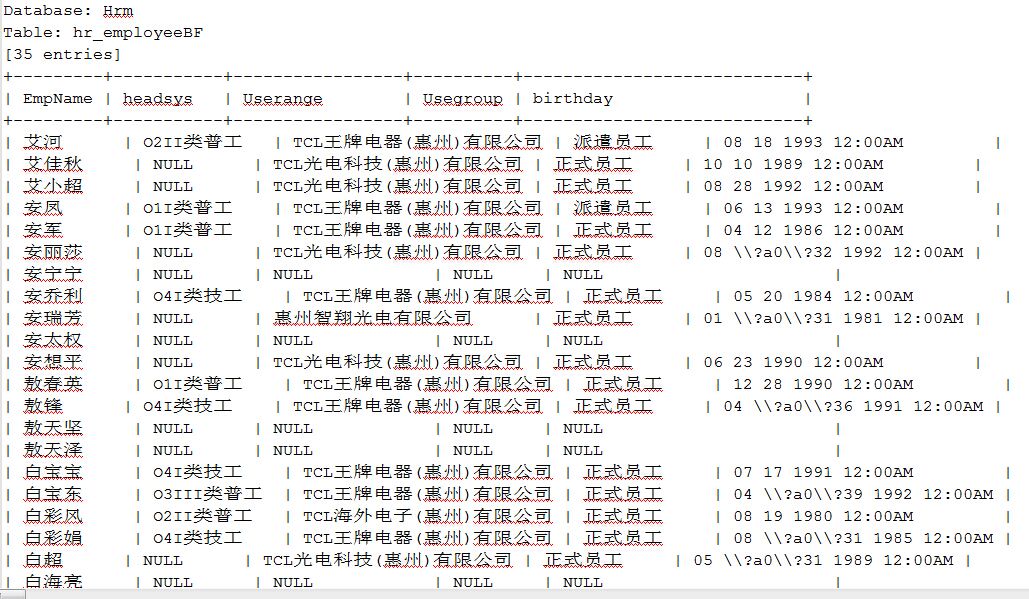 Database: Hrm
Table: hr_employeeBF
[35 entries]
+---------+-----------+-----------------+----------+----------------------------+
| EmpName | headsys | Userange | Usegroup | birthday |
+---------+-----------+-----------------+----------+----------------------------+
| 艾河 | O2II类普工 | TCL王牌电器(惠州)有限公司 | 派遣员工 | 08 18 1993 12:00AM |
| 艾佳秋 | NULL | TCL光电科技(惠州)有限公司 | 正式员工 | 10 10 1989 12:00AM |
| 艾小超 | NULL | TCL光电科技(惠州)有限公司 | 正式员工 | 08 28 1992 12:00AM |
| 安凤 | O1I类普工 | TCL王牌电器(惠州)有限公司 | 派遣员工 | 06 13 1993 12:00AM |
| 安军 | O1I类普工 | TCL王牌电器(惠州)有限公司 | 正式员工 | 04 12 1986 12:00AM |
| 安丽莎 | NULL | TCL光电科技(惠州)有限公司 | 正式员工 | 08 \\?a0\\?32 1992 12:00AM |
| 安宁宁 | NULL | NULL | NULL | NULL |
| 安乔利 | O4I类技工 | TCL王牌电器(惠州)有限公司 | 正式员工 | 05 20 1984 12:00AM |
| 安瑞芳 | NULL | 惠州智翔光电有限公司 | 正式员工 | 01 \\?a0\\?31 1981 12:00AM |
| 安太权 | NULL | NULL | NULL | NULL |
| 安想平 | NULL | TCL光电科技(惠州)有限公司 | 正式员工 | 06 23 1990 12:00AM |
| 敖春英 | O1I类普工 | TCL王牌电器(惠州)有限公司 | 正式员工 | 12 28 1990 12:00AM |
| 敖锋 | O4I类技工 | TCL王牌电器(惠州)有限公司 | 正式员工 | 04 \\?a0\\?36 1991 12:00AM |
| 敖天坚 | NULL | NULL | NULL | NULL |
| 敖天泽 | NULL | NULL | NULL | NULL |
| 白宝宝 | O4I类技工 | TCL王牌电器(惠州)有限公司 | 正式员工 | 07 17 1991 12:00AM |
| 白宝东 | O3III类普工 | TCL王牌电器(惠州)有限公司 | 正式员工 | 04 \\?a0\\?39 1992 12:00AM |
| 白彩凤 | O2II类普工 | TCL海外电子(惠州)有限公司 | 正式员工 | 08 19 1980 12:00AM |
| 白彩娟 | O4I类技工 | TCL王牌电器(惠州)有限公司 | 正式员工 | 08 \\?a0\\?31 1985 12:00AM |
| 白超 | NULL | TCL光电科技(惠州)有限公司 | 正式员工 | 05 \\?a0\\?31 1989 12:00AM |
| 白海亮 | NULL | NULL | NULL | NULL |